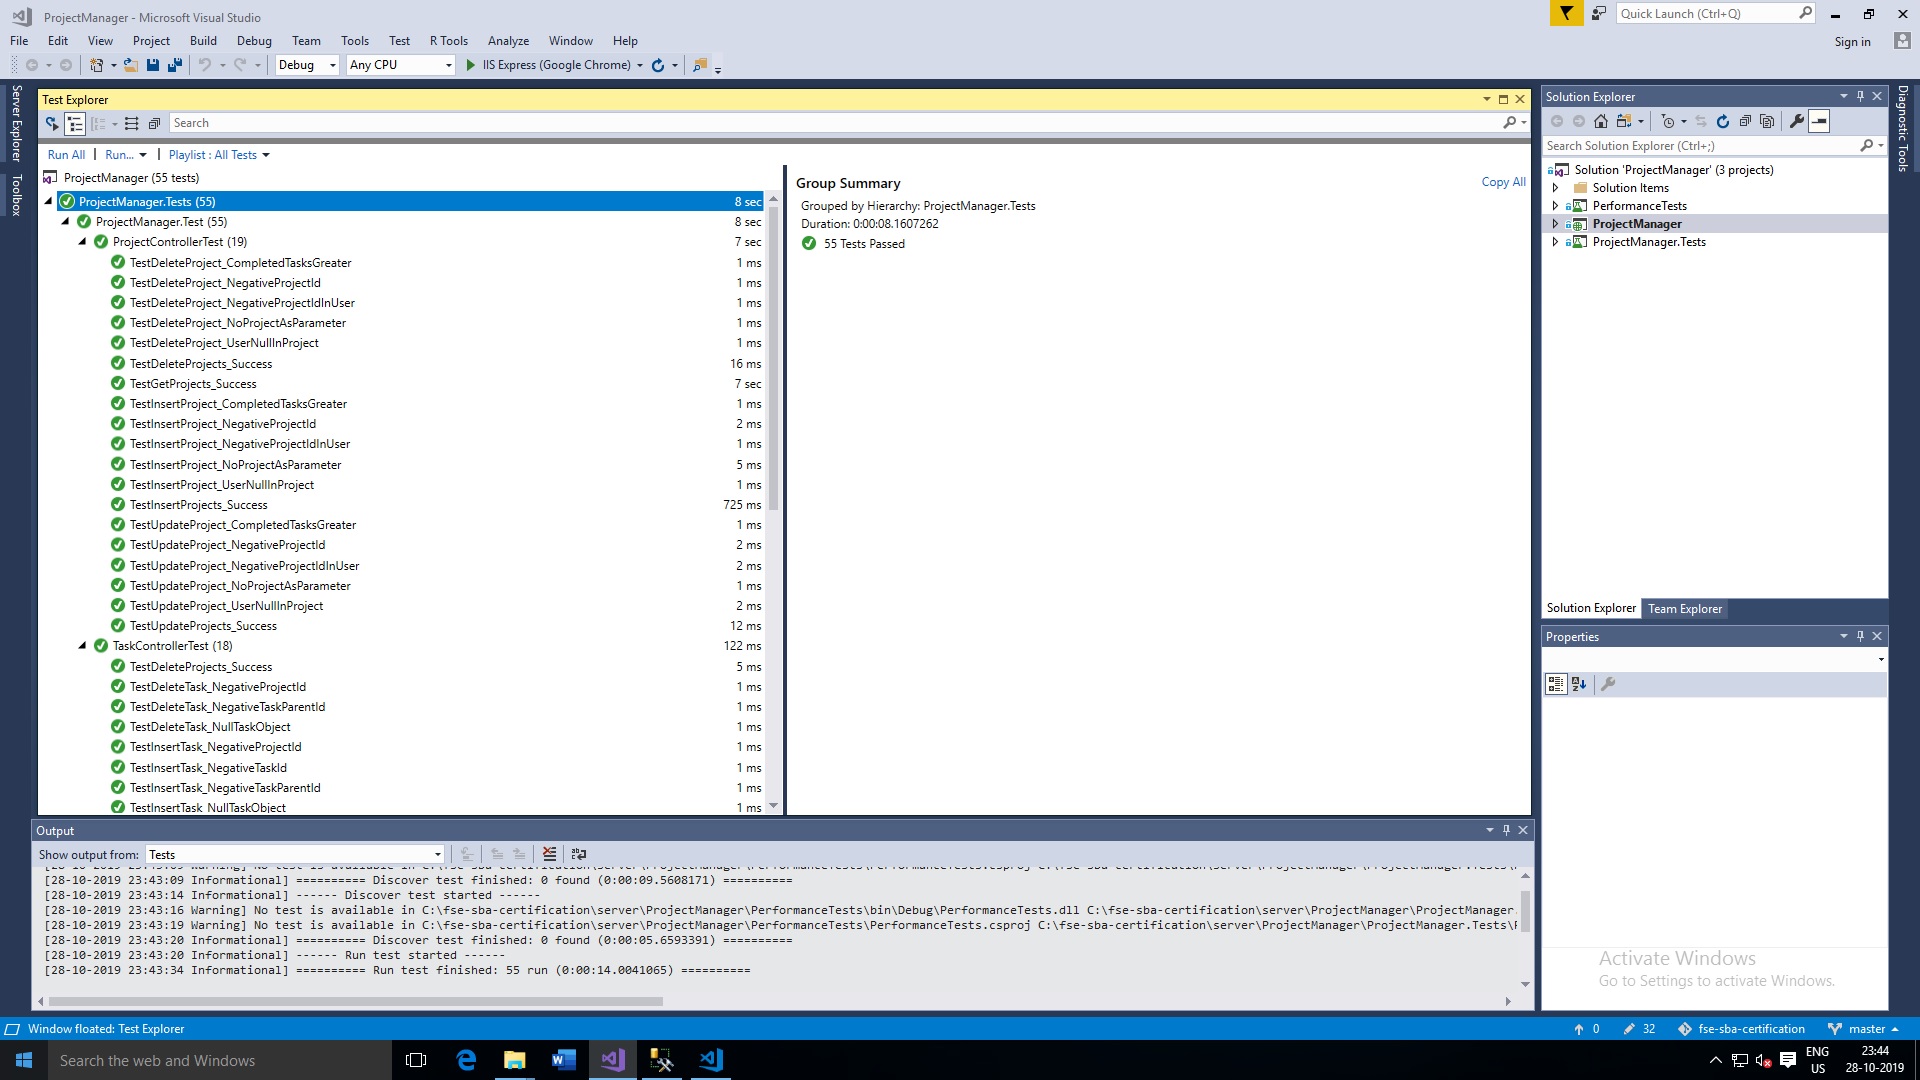 ProjectManager - Microsoft Visual Studio
Quick Launch (Ctrl+Q)
File Edit View Project Build Debug Team Tools Test R Tools Analyze Window Help
Sign in
Debug Any CPU IIS Express (Google Chrome)
Server Explorer
Toolbox
Test Explorer
Search
Run All | Run... | Playlist : All Tests
ProjectManager (55 tests)
ProjectManager.Tests (55) 8 sec
ProjectManager.Test (55) 8 sec
ProjectControllerTest (19) 7 sec
TestDeleteProject_CompletedTasksGreater 1 ms
TestDeleteProject_NegativeProjectId 1 ms
TestDeleteProject_NegativeProjectIdInUser 1 ms
TestDeleteProject_NoProjectAsParameter 1 ms
TestDeleteProject_UserNullInProject 1 ms
TestDeleteProjects_Success 16 ms
TestGetProjects_Success 7 sec
TestInsertProject_CompletedTasksGreater 1 ms
TestInsertProject_NegativeProjectId 2 ms
TestInsertProject_NegativeProjectIdInUser 1 ms
TestInsertProject_NoProjectAsParameter 5 ms
TestInsertProject_UserNullInProject 1 ms
TestInsertProjects_Success 725 ms
TestUpdateProject_CompletedTasksGreater 1 ms
TestUpdateProject_NegativeProjectId 2 ms
TestUpdateProject_NegativeProjectIdInUser 2 ms
TestUpdateProject_NoProjectAsParameter 1 ms
TestUpdateProject_UserNullInProject 2 ms
TestUpdateProjects_Success 12 ms
TaskControllerTest (18) 122 ms
TestDeleteProjects_Success 5 ms
TestDeleteTask_NegativeProjectId 1 ms
TestDeleteTask_NegativeTaskParentId 1 ms
TestDeleteTask_NullTaskObject 1 ms
TestInsertTask_NegativeProjectId 1 ms
TestInsertTask_NegativeTaskId 1 ms
TestInsertTask_NegativeTaskParentId 1 ms
TestInsertTask_NullTaskObject 1 ms
Group Summary
Copy All
Grouped by Hierarchy: ProjectManager.Tests
Duration: 0:00:08.1607262
55 Tests Passed
Solution Explorer
Search Solution Explorer (Ctrl+;)
Solution 'ProjectManager' (3 projects)
Solution Items
PerformanceTests
ProjectManager
ProjectManager.Tests
Solution Explorer Team Explorer
Properties
Diagnostic Tools
Output
Show output from: Tests
[28-10-2019 23:43:09 Informational] ========== Discover test finished: 0 found (0:00:09.5608171) ==========
[28-10-2019 23:43:14 Informational] ------ Discover test started ------
[28-10-2019 23:43:16 Warning] No test is available in C:\fse-sba-certification\server\ProjectManager\PerformanceTests\bin\Debug\PerformanceTests.dll C:\fse-sba-certification\server\ProjectManager\ProjectManager.
[28-10-2019 23:43:19 Warning] No test is available in C:\fse-sba-certification\server\ProjectManager\PerformanceTests\PerformanceTests.csproj C:\fse-sba-certification\server\ProjectManager\ProjectManager.Tests\
[28-10-2019 23:43:20 Informational] ========== Discover test finished: 0 found (0:00:05.6593391) ==========
[28-10-2019 23:43:20 Informational] ------ Run test started ------
[28-10-2019 23:43:34 Informational] ========== Run test finished: 55 run (0:00:14.0041065) ==========
Activate Windows
Go to Settings to activate Windows.
Window floated: Test Explorer
0 32 fse-sba-certification master
Search the web and Windows
ENG
US
23:44
28-10-2019